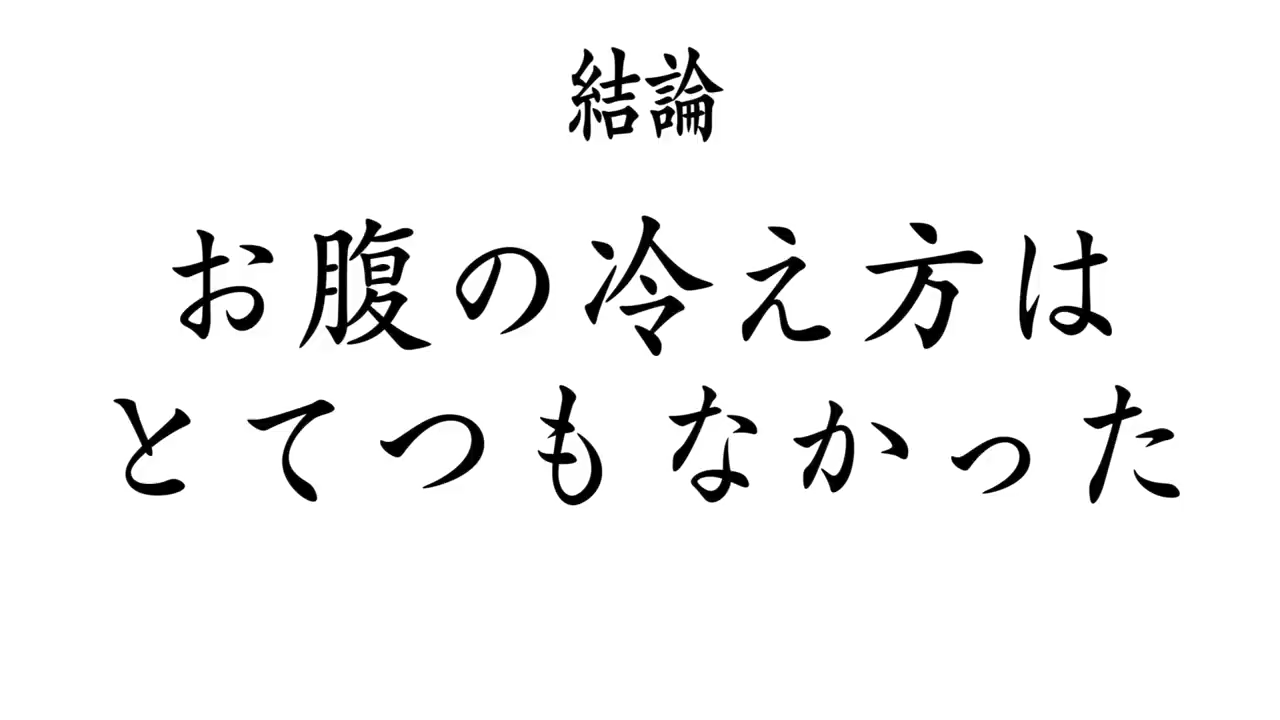 結論
お腹の冷え方は
とてつもなかった